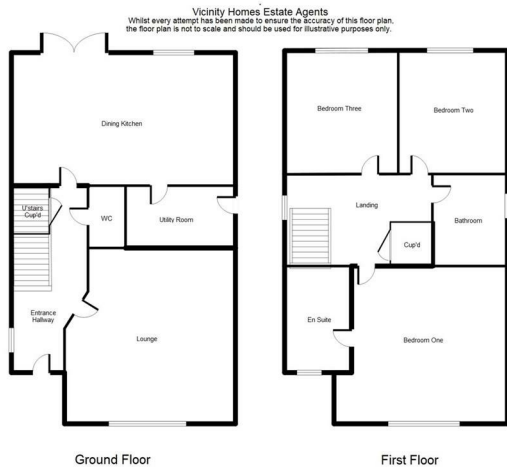 Vicinity Homes Estate Agents
Whilst every attempt has been made to ensure the accuracy of this floor plan,
the floor plan is not to scale and should be used for illustrative purposes only.
Dining Kitchen
U'stairs
Cup'd
WC
Utility Room
Entrance
Hallway
Lounge
Ground Floor
Bedroom Three
Bedroom Two
Landing
Bathroom
Cup'd
En Suite
Bedroom One
First Floor